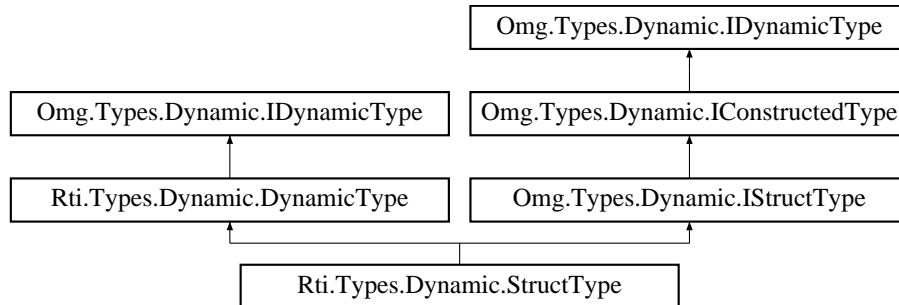 Omg.Types.Dynamic.IDynamicType
Omg.Types.Dynamic.IDynamicType
Omg.Types.Dynamic.IConstructedType
Rti.Types.Dynamic.DynamicType
Omg.Types.Dynamic.IStructType
Rti.Types.Dynamic.StructType